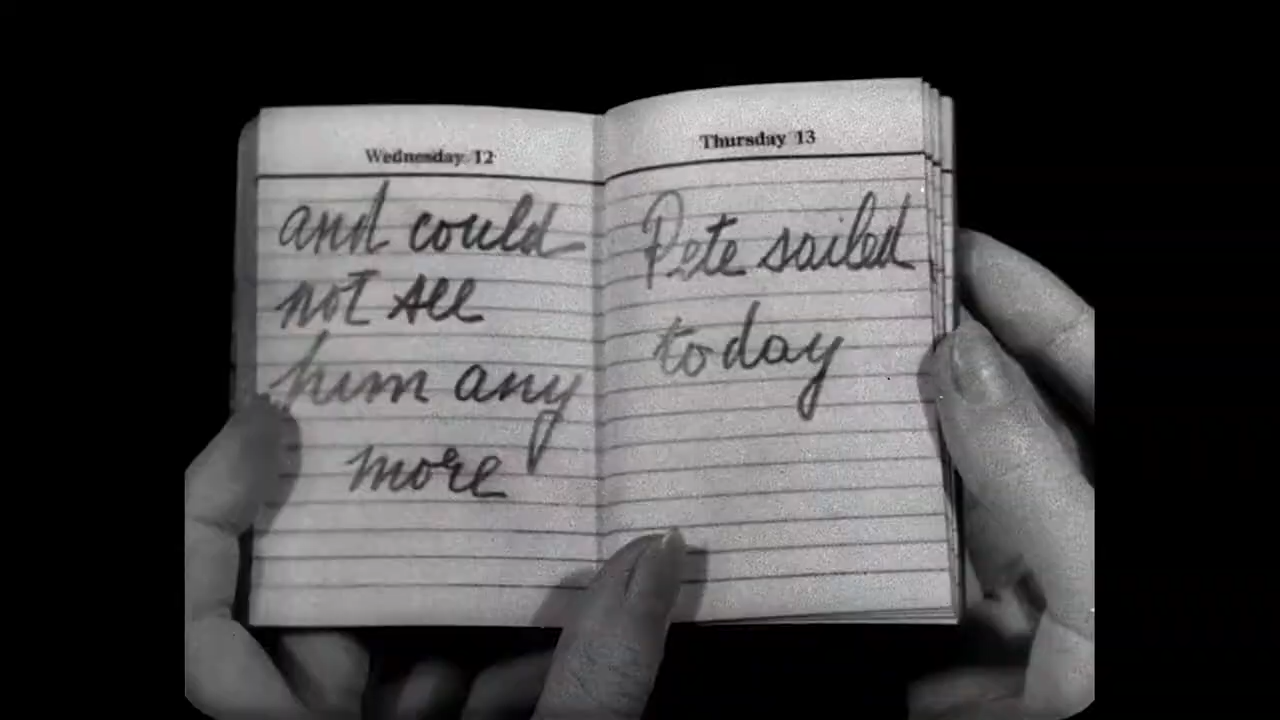 Wednesday 12
and could
not see
him any
more
Thursday 13
Pete sailed
today